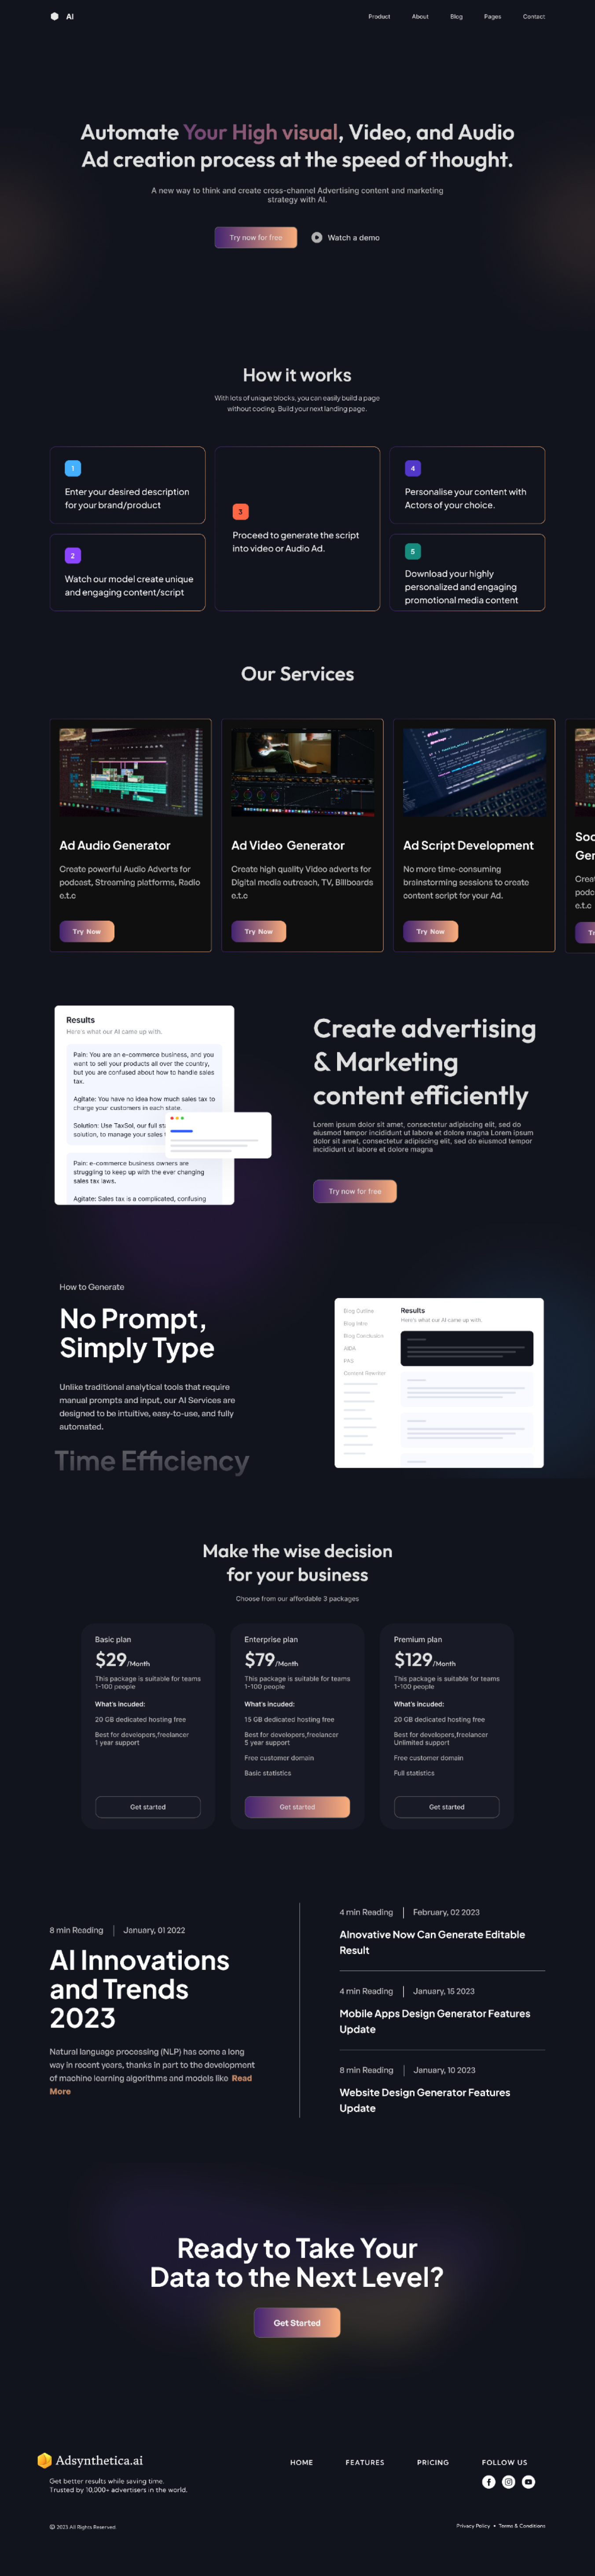 AI
Product About Blog Pages Contact
Automate Your High visual, Video, and Audio
Ad creation process at the speed of thought.
A new way to think and create cross-channel Advertising content and marketing
strategy with AI.
Try now for free
Watch a demo
How it works
With lots of unique blocks, you can easily build a page
without coding. Build your next landing page.
1
Enter your desired description
for your brand/product
2
Watch our model create unique
and engaging content/script
3
Proceed to generate the script
into video or Audio Ad.
4
Personalise your content with
Actors of your choice.
5
Download your highly
personalized and engaging
promotional media content
Our Services
Ad Audio Generator
Create powerful Audio Adverts for
podcast, Streaming platforms, Radio
e.t.c
Try Now
Ad Video Generator
Create high quality Video adverts for
Digital media outreach, TV, BIllboards
e.t.c
Try Now
Ad Script Development
No more time-consuming
brainstorming sessions to create
content script for your Ad.
Try Now
Soc
Ger
Creat
podc
e.t.c
Tr
Results
Here's what our AI came up with.
Pain: You are an e-commerce business, and you
want to sell your products all over the country,
but you are confused about how to handle sales
tax.
Agitate: You have no idea how much sales tax to
charge your customers in each state.
Solution: Use TaxSol, our full st
solution, to manage your sales
Pain: e-commerce business owners are
struggling to keep up with the ever changing
sales tax laws.
Agitate: Sales tax is a complicated, confusing
Create advertising
& Marketing
content efficiently
Lorem ipsum dolor sit amet, consectetur adipiscing elit, sed do
eiusmod tempor incididunt ut labore et dolore magna Lorem ipsum
dolor sit amet, consectetur adipiscing elit, sed do eiusmod tempor
incididunt ut labore et dolore magna
Try now for free
How to Generate
No Prompt,
Simply Type
Unlike traditional analytical tools that require
manual prompts and input, our AI Services are
designed to be intuitive, easy-to-use, and fully
automated.
Time Efficiency
Blog Outline
Blog Intro
Blog Conclusion
AIDA
PAS
Content Rewriter
Results
Here's what our AI came up with.
Make the wise decision
for your business
Choose from our affordable 3 packages
Basic plan
$29/Month
This package is suitable for teams
1-100 people
What's incuded:
20 GB dedicated hosting free
Best for developers,freelancer
1 year support
Get started
Enterprise plan
$79/Month
This package is suitable for teams
1-100 people
What's incuded:
15 GB dedicated hosting free
Best for developers,freelancer
5 year support
Free customer domain
Basic statistics
Get started
Premium plan
$129/Month
This package is suitable for teams
1-100 people
What's incuded:
20 GB dedicated hosting free
Best for developers,freelancer
Unlimited support
Free customer domain
Full statistics
Get started
8 min Reading | January, 01 2022
AI Innovations
and Trends
2023
Natural language processing (NLP) has come a long
way in recent years, thanks in part to the development
of machine learning algorithms and models like Read
More
4 min Reading | February, 02 2023
AInovative Now Can Generate Editable
Result
4 min Reading | January, 15 2023
Mobile Apps Design Generator Features
Update
8 min Reading | January, 10 2023
Website Design Generator Features
Update
Ready to Take Your
Data to the Next Level?
Get Started
Adsynthetica.ai
Get better results while saving time.
Trusted by 10,000+ advertisers in the world.
HOME FEATURES PRICING FOLLOW US
© 2023 All Rights Reserved
Privacy Policy • Terms & Conditions